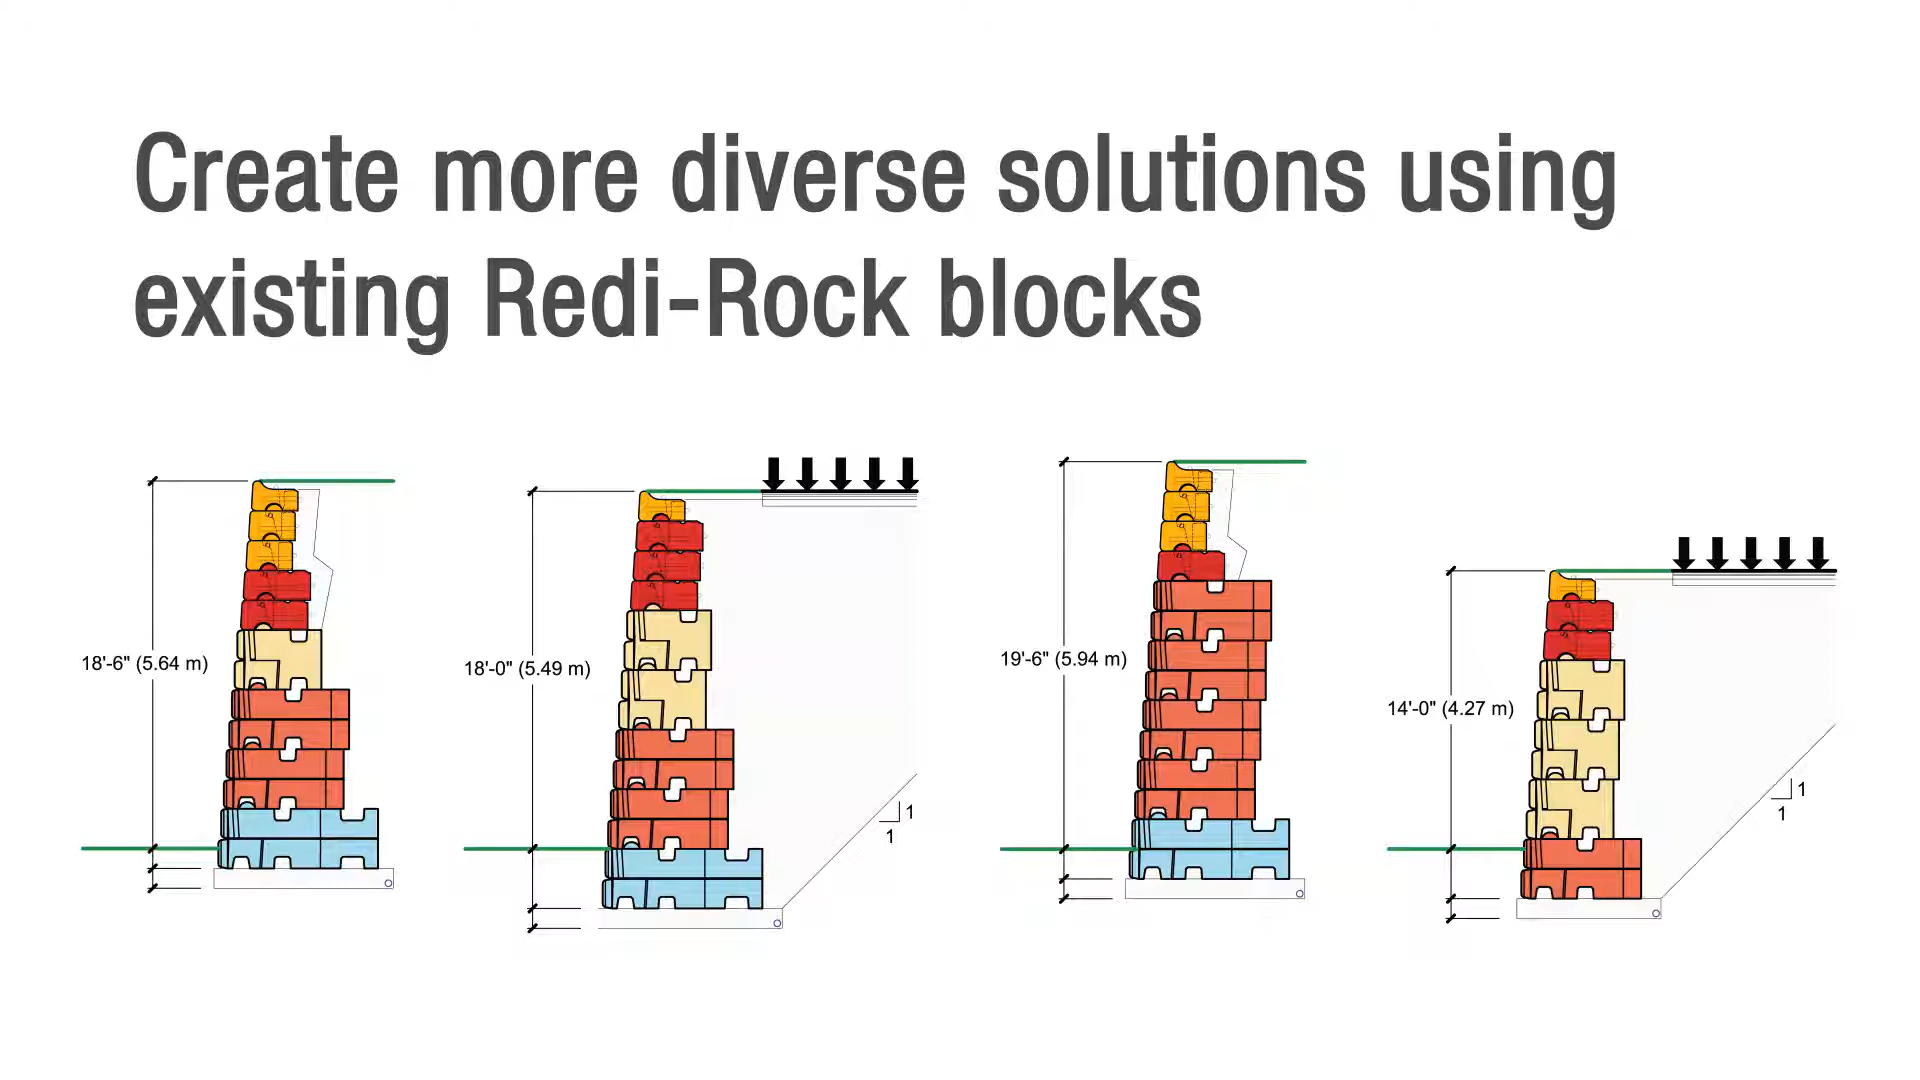 Create more diverse solutions using
existing Redi-Rock blocks
18'-6" (5.64 m)
18'-0" (5.49 m)
1
1
19'-6" (5.94 m)
14'-0" (4.27 m)
1
1